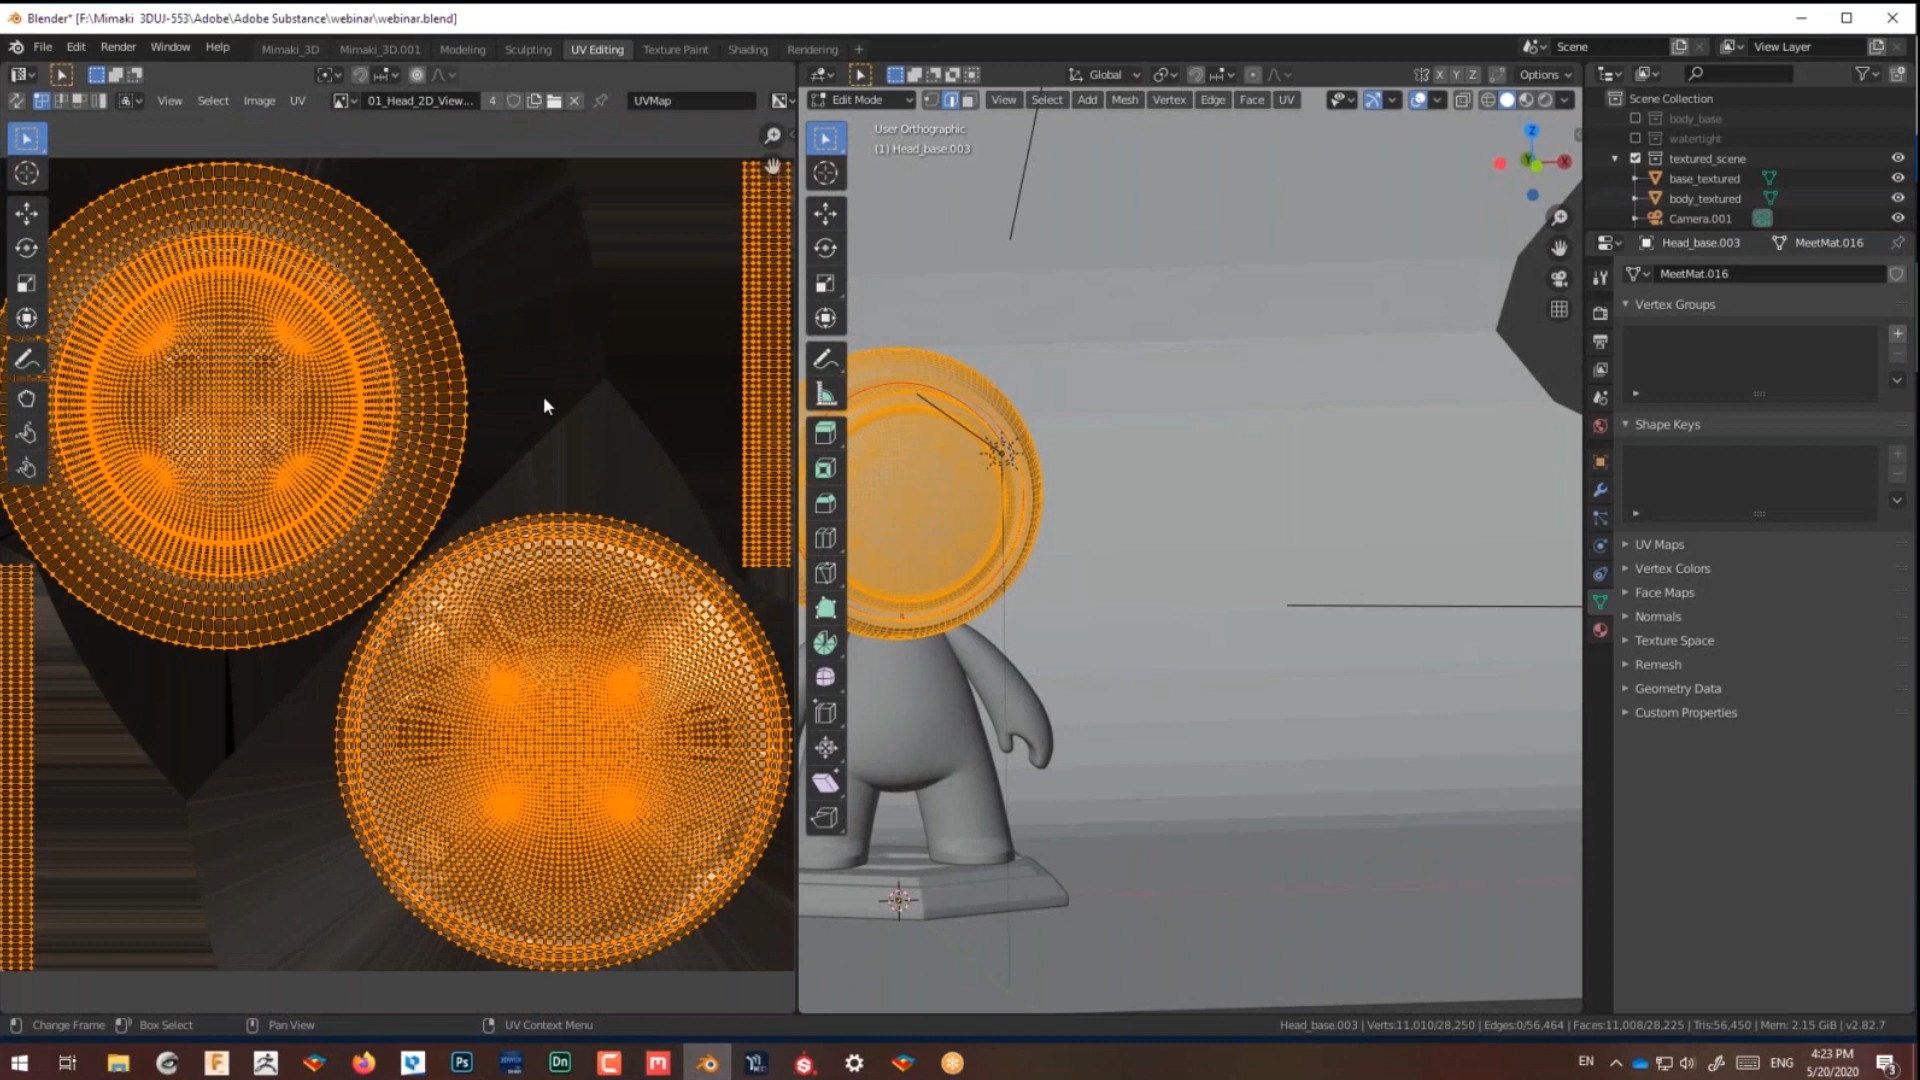 Blender* [F:\Mimaki  3DUJ-553\Adobe\Adobe Substance\webinar\webinar.blend]
File Edit Render Window Help Mimaki_3D Mimaki_3D.001 Modeling Sculpting UV Editing Texture Paint Shading Rendering + Scene View Layer
Global X Y Z Options
View Select Image UV 01_Head_2D_View... 4 UVMap Edit Mode View Select Add Mesh Vertex Edge Face UV
Scene Collection
body_base
watertight
textured_scene
base_textured
body_textured
Camera.001
User Orthographic
(1) Head_base.003
Z
Y X
Head_base.003 MeetMat.016
MeetMat.016
Vertex Groups
Shape Keys
UV Maps
Vertex Colors
Face Maps
Normals
Texture Space
Remesh
Geometry Data
Custom Properties
Change Frame Box Select Pan View UV Context Menu Head_base.003 | Verts:11,010/28,250 | Edges:0/56,464 | Faces:11,008/28,225 | Tris:56,450 | Mem: 2.15 GiB | v2.82.7
Ps Dn EN ENG 4:23 PM
5/20/2020 3